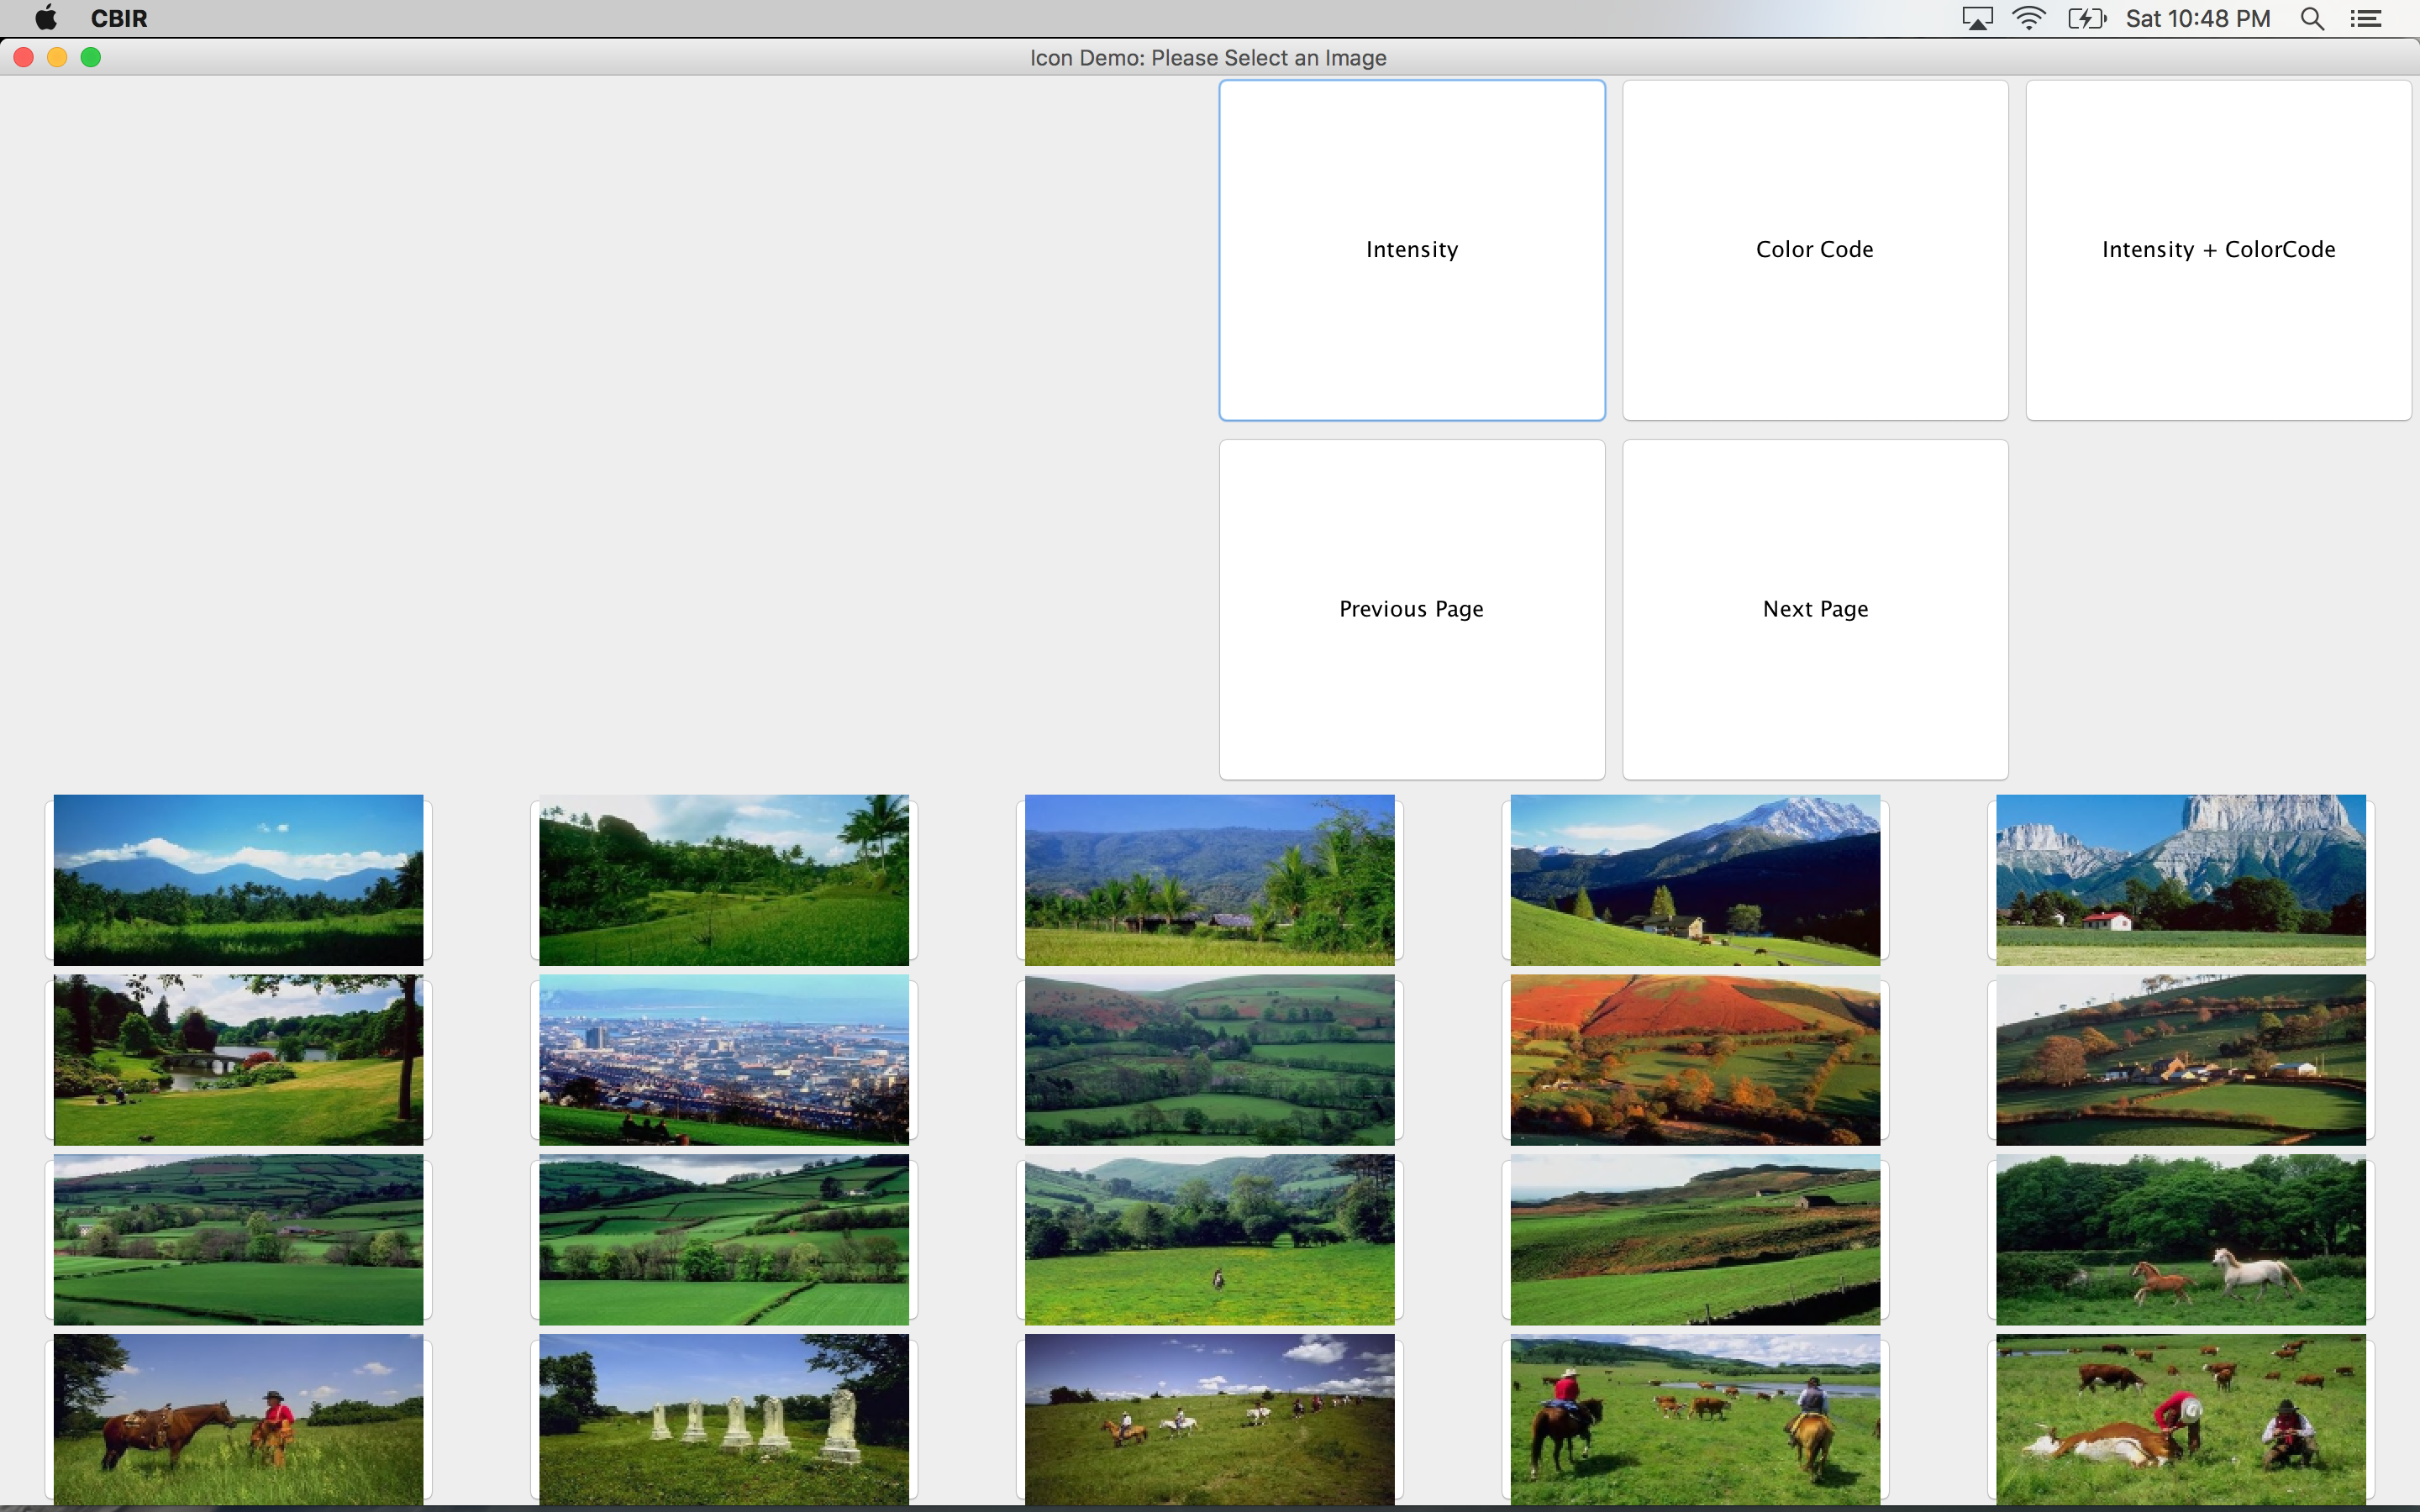 CBIR
Sat 10:48 PM
Icon Demo: Please Select an Image
Intensity
Color Code
Intensity + ColorCode
Previous Page
Next Page